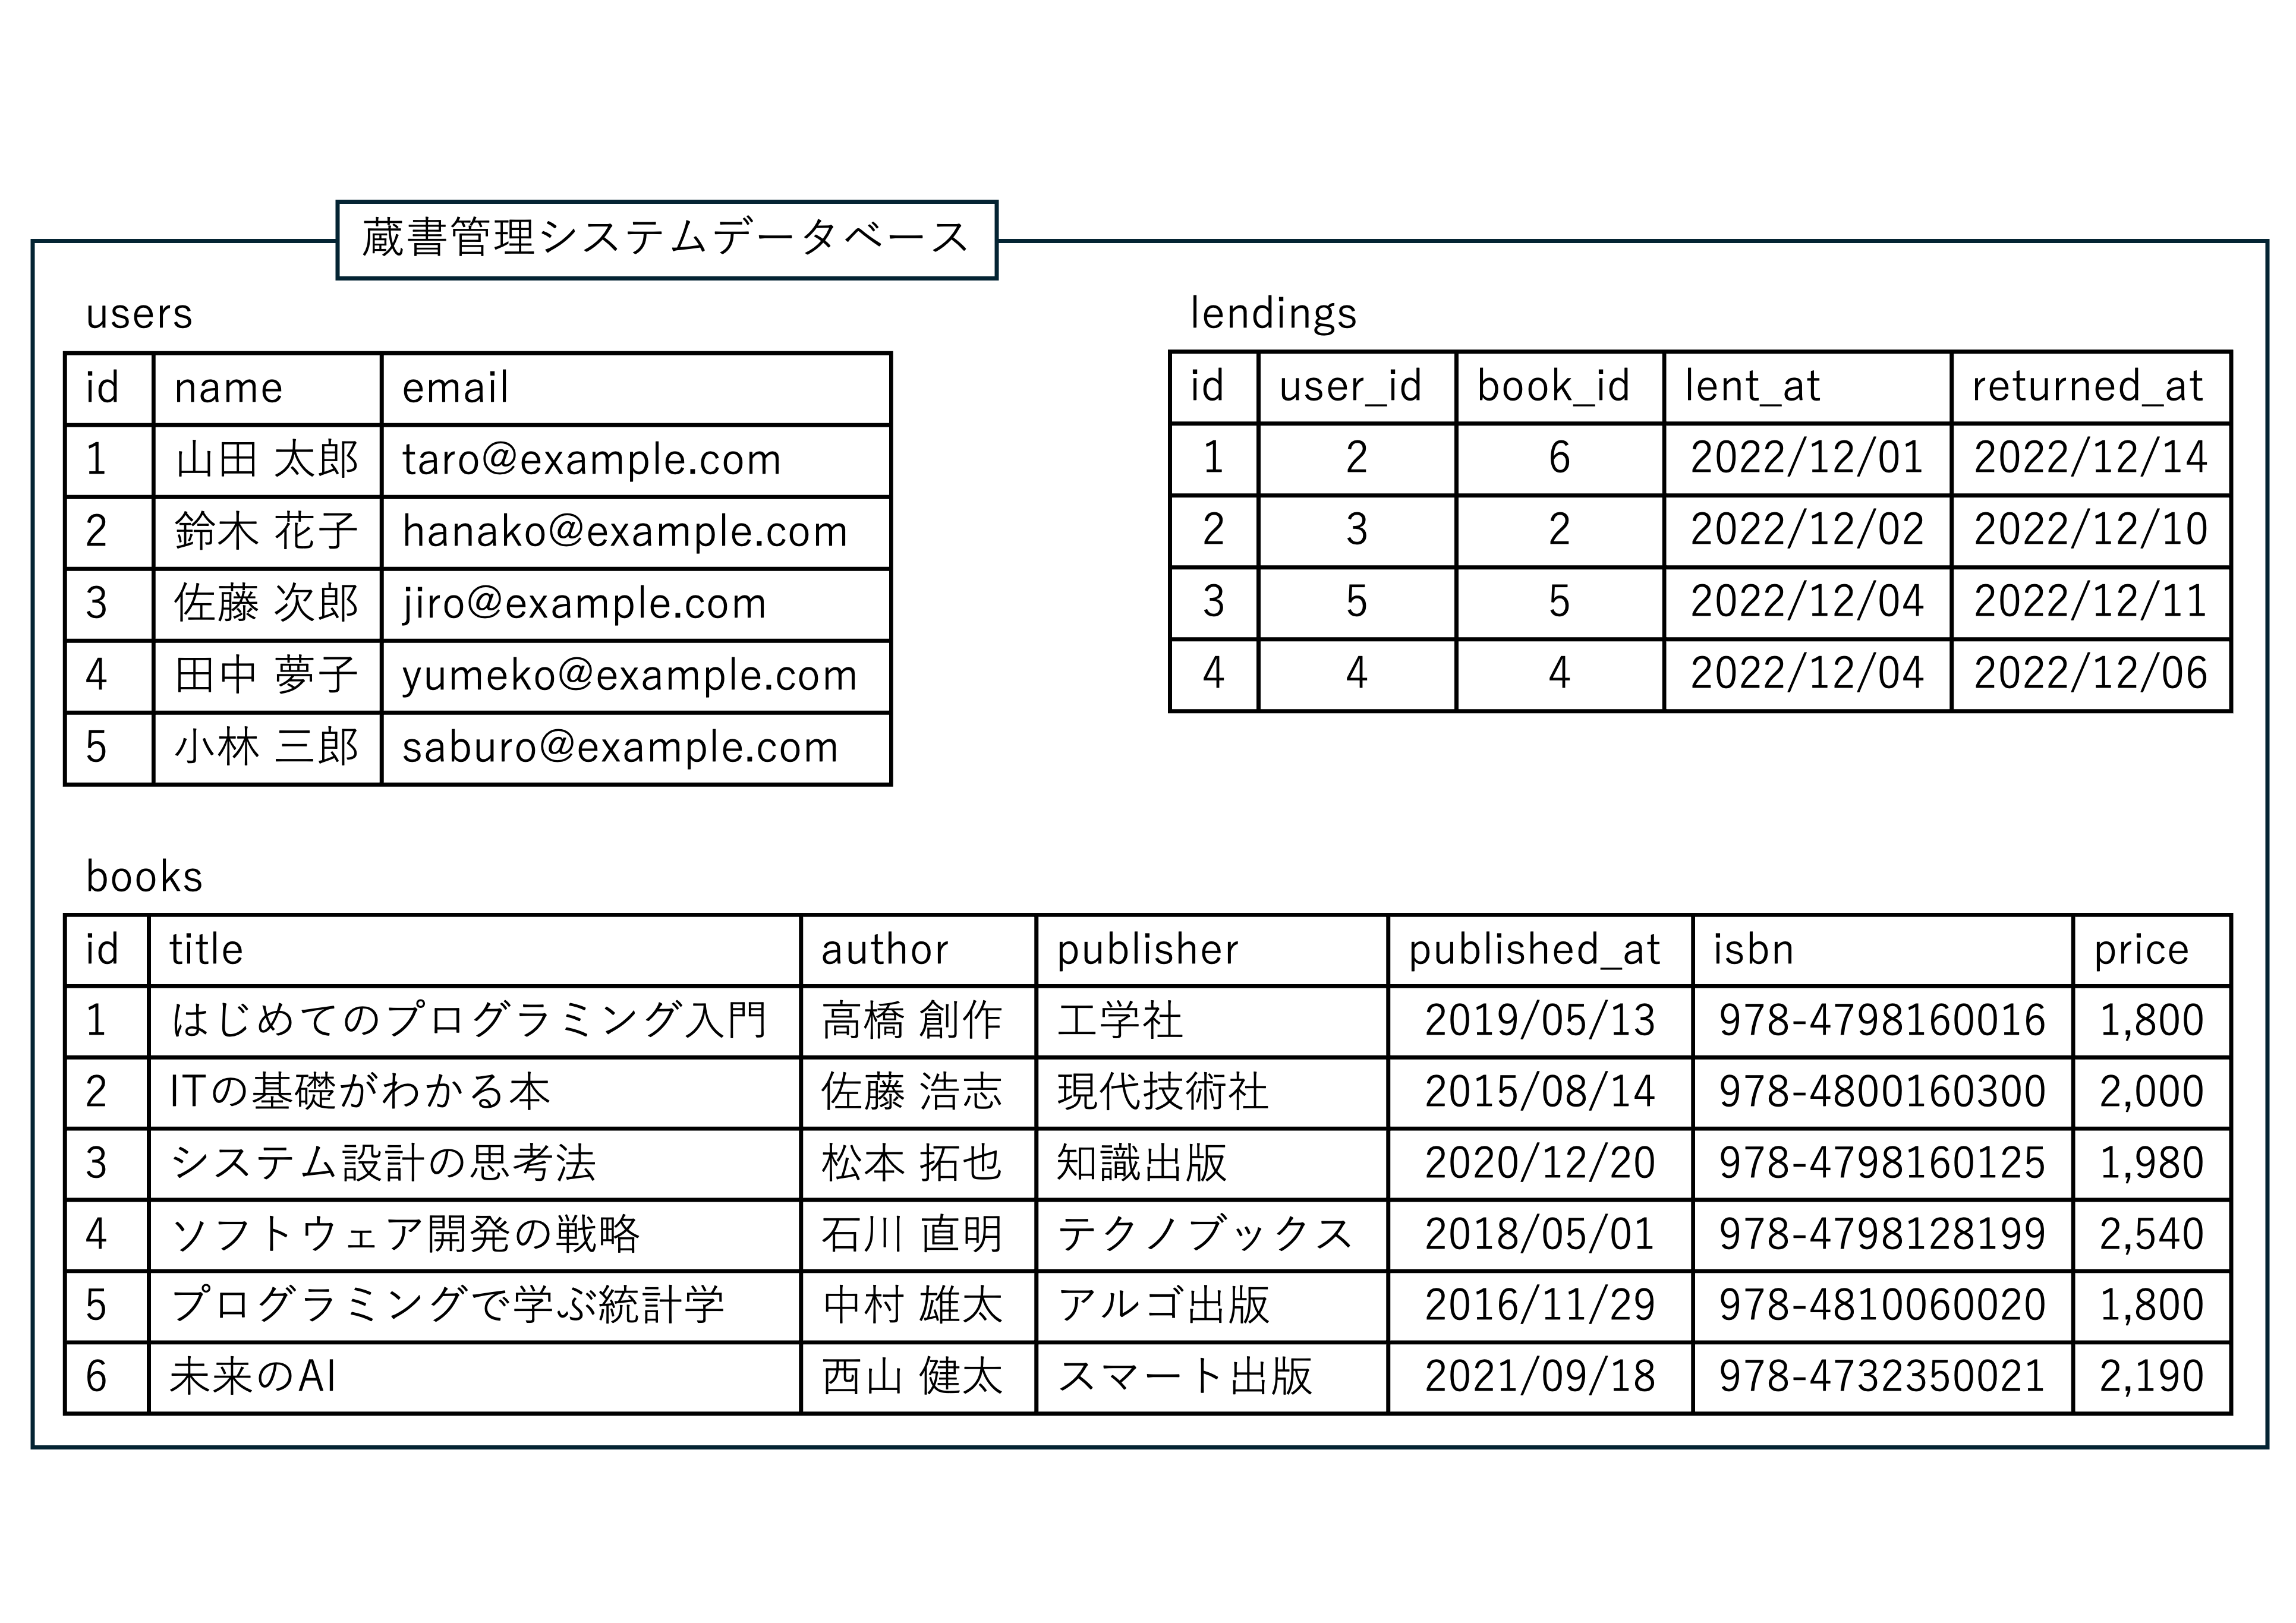 蔵書管理システムデータベース
users
id name email
1 山田 太郎 taro@example.com
2 鈴木 花子 hanako@example.com
3 佐藤 次郎 jiro@example.com
4 田中 夢子 yumeko@example.com
5 小林 三郎 saburo@example.com
lendings
id user_id book_id lent_at returned_at
1 2 6 2022/12/01 2022/12/14
2 3 2 2022/12/02 2022/12/10
3 5 5 2022/12/04 2022/12/11
4 4 4 2022/12/04 2022/12/06
books
id title author publisher published_at isbn price
1 はじめてのプログラミング入門 高橋 創作 工学社 2019/05/13 978-4798160016 1,800
2 ITの基礎がわかる本 佐藤 浩志 現代技術社 2015/08/14 978-4800160300 2,000
3 システム設計の思考法 松本 拓也 知識出版 2020/12/20 978-4798160125 1,980
4 ソフトウェア開発の戦略 石川 直明 テクノブックス 2018/05/01 978-4798128199 2,540
5 プログラミングで学ぶ統計学 中村 雄太 アルゴ出版 2016/11/29 978-4810060020 1,800
6 未来のAI 西山 健太 スマート出版 2021/09/18 978-4732350021 2,190